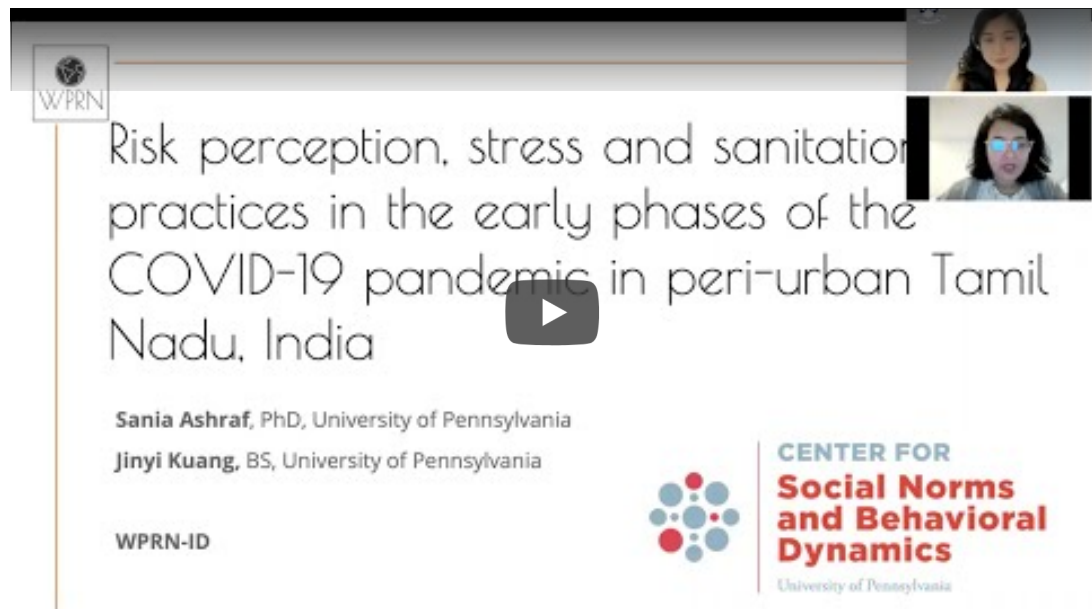 WPRN
Risk perception, stress and sanitation
practices in the early phases of the
COVID-19 pandemic in peri-urban Tamil
Nadu, India
Sania Ashraf, PhD, University of Pennsylvania
Jinyi Kuang, BS, University of Pennsylvania
WPRN-ID
CENTER FOR
Social Norms
and Behavioral
Dynamics
University of Pennsylvania